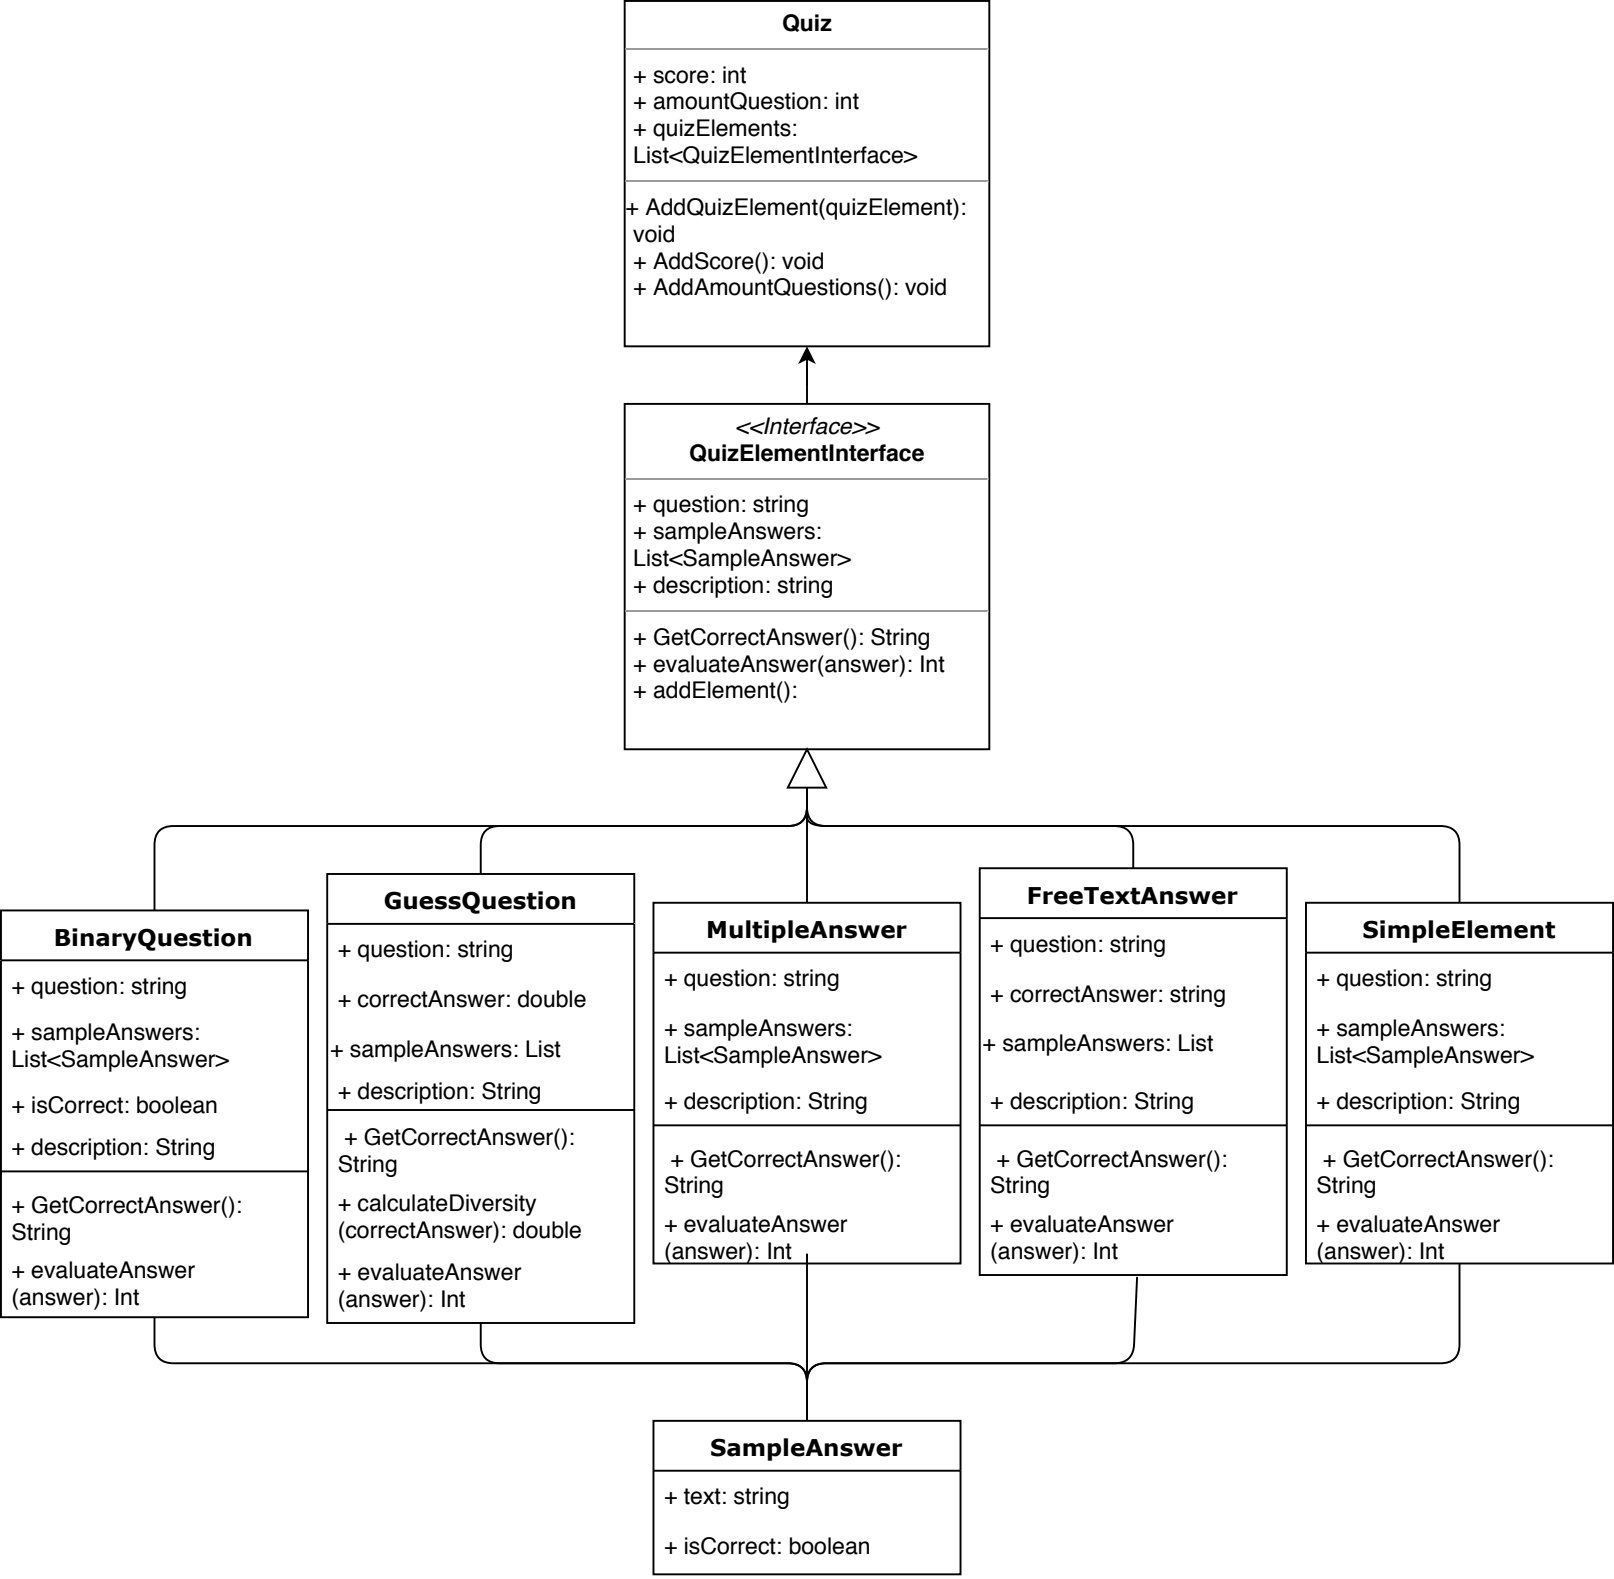 Quiz
+ score: int
+ amountQuestion: int
+ quizElements:
List<QuizElementInterface>
+ AddQuizElement(quizElement):
void
+ AddScore(): void
+ AddAmountQuestions(): void
<<Interface>>
QuizElementInterface
+ question: string
+ sampleAnswers:
List<SampleAnswer>
+ description: string
+ GetCorrectAnswer(): String
+ evaluateAnswer(answer): Int
+ addElement():
BinaryQuestion
+ question: string
+ sampleAnswers:
List<SampleAnswer>
+ isCorrect: boolean
+ description: String
+ GetCorrectAnswer():
String
+ evaluateAnswer
(answer): Int
GuessQuestion
+ question: string
+ correctAnswer: double
+ sampleAnswers: List
+ description: String
+ GetCorrectAnswer():
String
+ calculateDiversity
(correctAnswer): double
+ evaluateAnswer
(answer): Int
MultipleAnswer
+ question: string
+ sampleAnswers:
List<SampleAnswer>
+ description: String
+ GetCorrectAnswer():
String
+ evaluateAnswer
(answer): Int
FreeTextAnswer
+ question: string
+ correctAnswer: string
+ sampleAnswers: List
+ description: String
+ GetCorrectAnswer():
String
+ evaluateAnswer
(answer): Int
SimpleElement
+ question: string
+ sampleAnswers:
List<SampleAnswer>
+ description: String
+ GetCorrectAnswer():
String
+ evaluateAnswer
(answer): Int
SampleAnswer
+ text: string
+ isCorrect: boolean